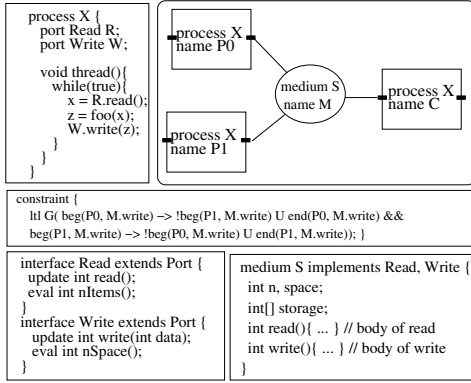 process X {
port Read R;
port Write W;
void thread(){
while(true){
x = R.read();
z = foo(x);
W.write(z);
}
}
}
process X
name P0
medium S
name M
process X
name C
process X
name P1
constraint {
ltl G( beg(P0, M.write) -> !beg(P1, M.write) U end(P0, M.write) &&
beg(P1, M.write) -> !beg(P0, M.write) U end(P1, M.write)); }
interface Read extends Port {
update int read();
eval int nItems();
}
interface Write extends Port {
update int write(int data);
eval int nSpace();
}
medium S implements Read, Write {
int n, space;
int[] storage;
int read(){ ... } // body of read
int write(){ ... } // body of write
}